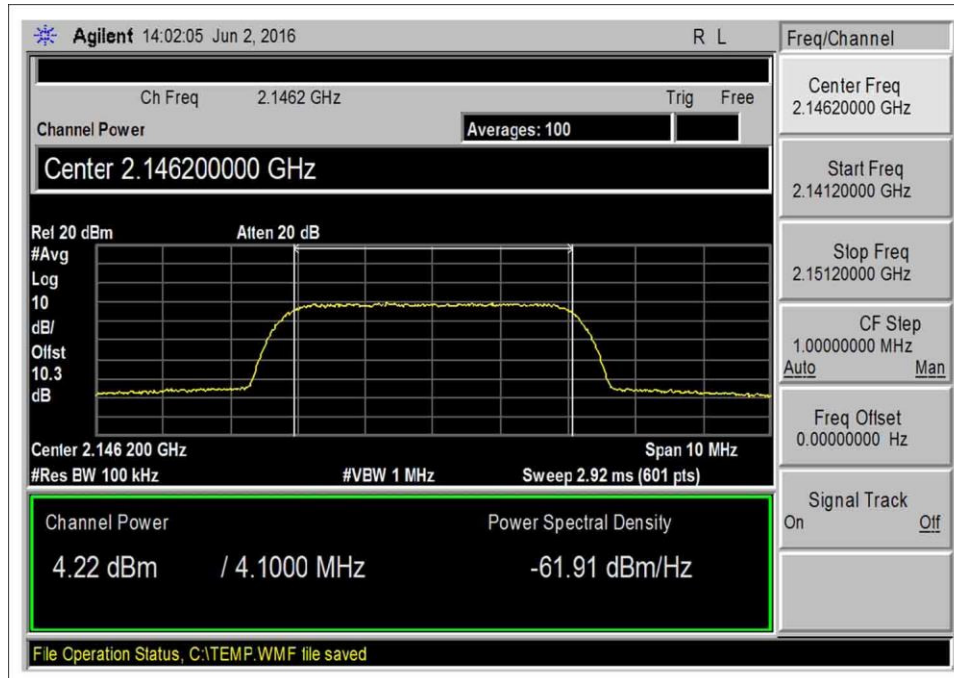 Agilent 14:02:05 Jun 2, 2016 R L
Freq/Channel
Ch Freq 2.1462 GHz Trig Free
Channel Power Averages: 100
Center 2.146200000 GHz
Ref 20 dBm Atten 20 dB
#Avg
Log
10
dB/
Offst
10.3
dB
Center 2.146 200 GHz Span 10 MHz
#Res BW 100 kHz #VBW 1 MHz Sweep 2.92 ms (601 pts)
Channel Power Power Spectral Density
4.22 dBm / 4.1000 MHz -61.91 dBm/Hz
File Operation Status, C:\TEMP.WMF file saved
Center Freq
2.14620000 GHz
Start Freq
2.14120000 GHz
Stop Freq
2.15120000 GHz
CF Step
1.00000000 MHz
Auto Man
Freq Offset
0.00000000 Hz
Signal Track
On Off